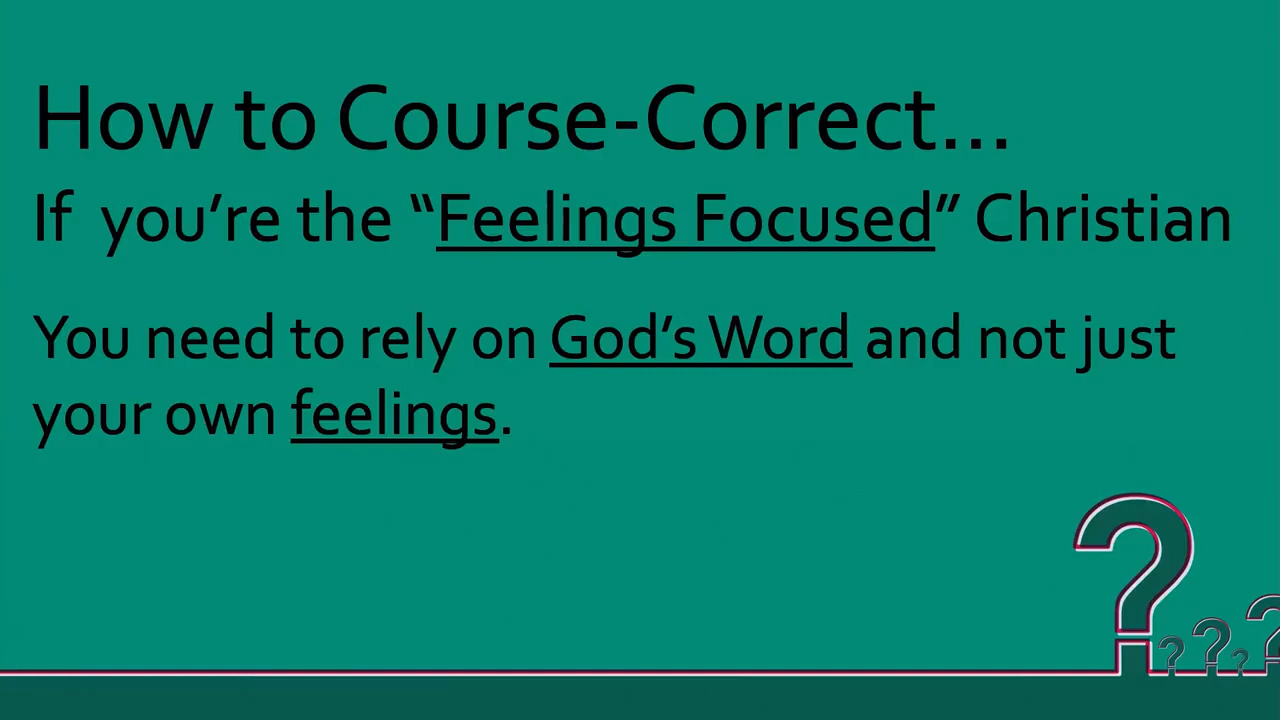 How to Course-Correct...
If you’re the “Feelings Focused” Christian
You need to rely on God’s Word and not just
your own feelings.
? ? ? ? ?